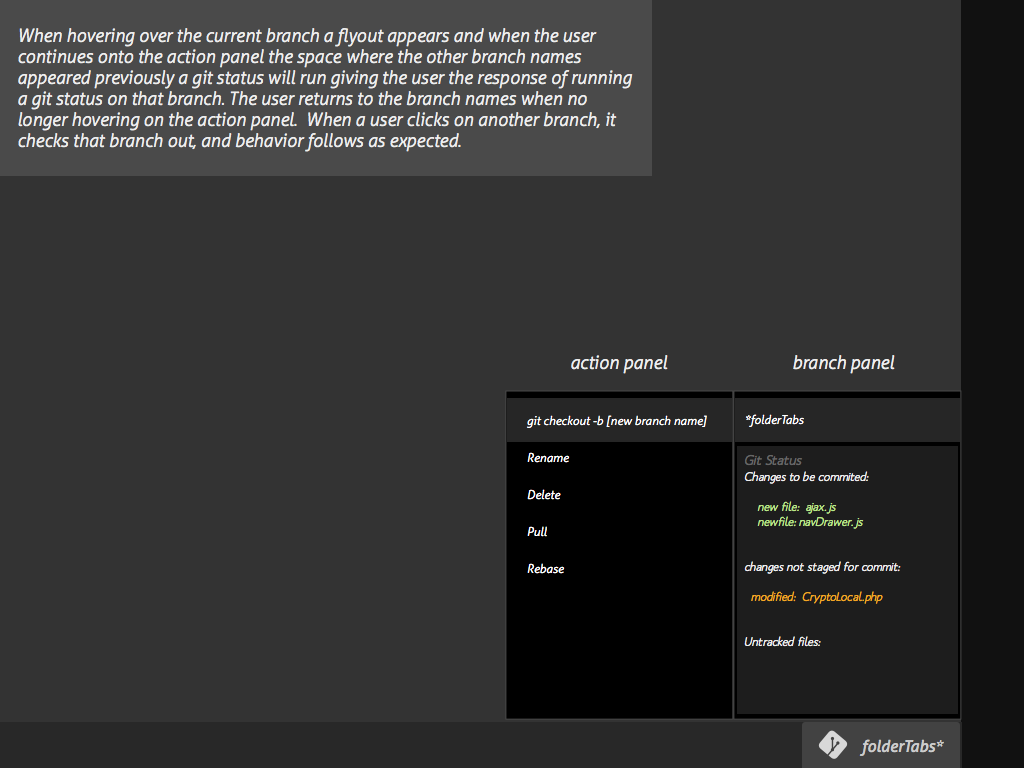 When hovering over the current branch a flyout appears and when the user
continues onto the action panel the space where the other branch names
appeared previously a git status will run giving the user the response of running
a git status on that branch. The user returns to the branch names when no
longer hovering on the action panel.  When a user clicks on another branch, it
checks that branch out, and behavior follows as expected.
action panel
branch panel
git checkout -b [new branch name]
Rename
Delete
Pull
Rebase
*folderTabs
Git Status
Changes to be commited:
new file:  ajax.js
newfile: navDrawer.js
changes not staged for commit:
modified:  CryptoLocal.php
Untracked files:
folderTabs*